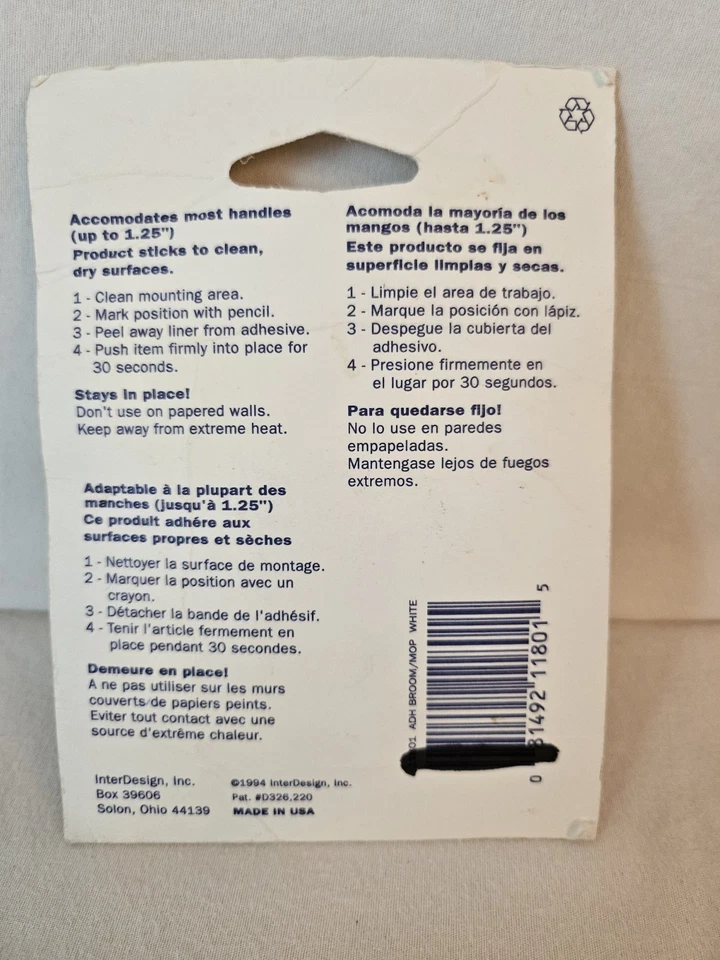 Accomodates most handles
(up to 1.25")
Product sticks to clean,
dry surfaces.
1 - Clean mounting area.
2 - Mark position with pencil.
3 - Peel away liner from adhesive.
4 - Push item firmly into place for
30 seconds.
Stays in place!
Don't use on papered walls.
Keep away from extreme heat.
Acomoda la mayoría de los
mangos (hasta 1.25")
Este producto se fija en
superficie limpias y secas.
1 - Limpie el area de trabajo.
2 - Marque la posición con lápiz.
3 - Despegue la cubierta del
adhesivo.
4 - Presione firmemente en
el lugar por 30 segundos.
Para quedarse fijo!
No lo use en paredes
empapeladas.
Mantengase lejos de fuegos
extremos.
Adaptable à la plupart des
manches (jusqu'à 1.25")
Ce produit adhére aux
surfaces propres et sèches
1 - Nettoyer la surface de montage.
2 - Marquer la position avec un
crayon.
3 - Détacher la bande de l'adhésif.
4 - Tenir l'article fermement en
place pendant 30 secondes.
Demeure en place!
A ne pas utiliser sur les murs
couverts de papiers peints.
Eviter tout contact avec une
source d'extrême chaleur.
ADH BROOM/MOP WHITE
0 81492 11801 5
InterDesign, Inc.
Box 39606
Solon, Ohio 44139
©1994 InterDesign, Inc.
Pat. #D326,220
MADE IN USA